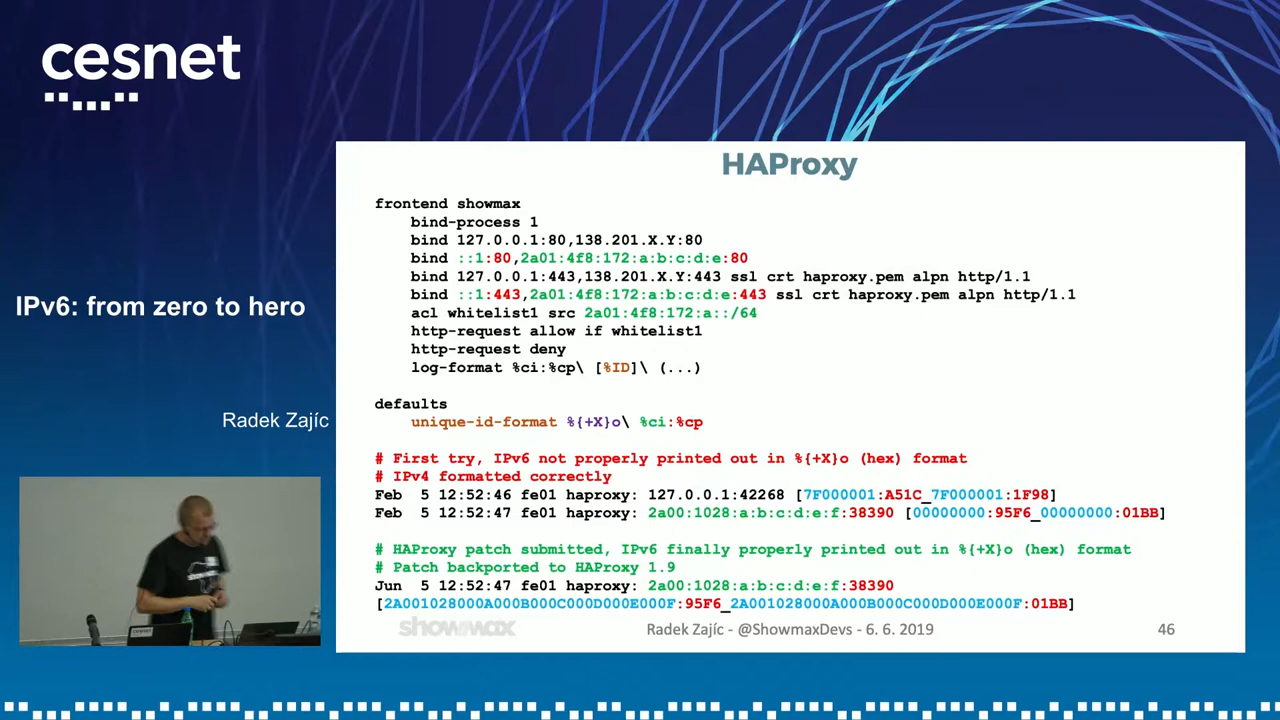 cesnet
IPv6: from zero to hero
Radek Zajíc
HAProxy
frontend showmax
bind-process 1
bind 127.0.0.1:80,138.201.X.Y:80
bind ::1:80,2a01:4f8:172:a:b:c:d:e:80
bind 127.0.0.1:443,138.201.X.Y:443 ssl crt haproxy.pem alpn http/1.1
bind ::1:443,2a01:4f8:172:a:b:c:d:e:443 ssl crt haproxy.pem alpn http/1.1
acl whitelist1 src 2a01:4f8:172:a::/64
http-request allow if whitelist1
http-request deny
log-format %ci:%cp\ [%ID]\ (...)
defaults
unique-id-format %{+X}o\ %ci:%cp
# First try, IPv6 not properly printed out in %{+X}o (hex) format
# IPv4 formatted correctly
Feb  5 12:52:46 fe01 haproxy: 127.0.0.1:42268 [7F000001:A51C_7F000001:1F98]
Feb  5 12:52:47 fe01 haproxy: 2a00:1028:a:b:c:d:e:f:38390 [00000000:95F6_00000000:01BB]
# HAProxy patch submitted, IPv6 finally properly printed out in %{+X}o (hex) format
# Patch backported to HAProxy 1.9
Jun  5 12:52:47 fe01 haproxy: 2a00:1028:a:b:c:d:e:f:38390
[2A001028000A000B000C000D000E000F:95F6_2A001028000A000B000C000D000E000F:01BB]
showmax
Radek Zajíc - @ShowmaxDevs - 6. 6. 2019
46